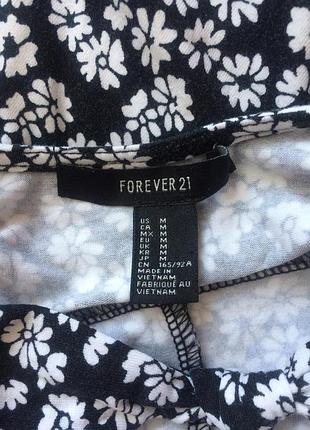 FOREVER 21
US M
CA M
MX M
EU M
UK M
KR M
JP M
CN 165/92A
MADE IN
VIETNAM
FABRIQUÉ AU
VIETNAM